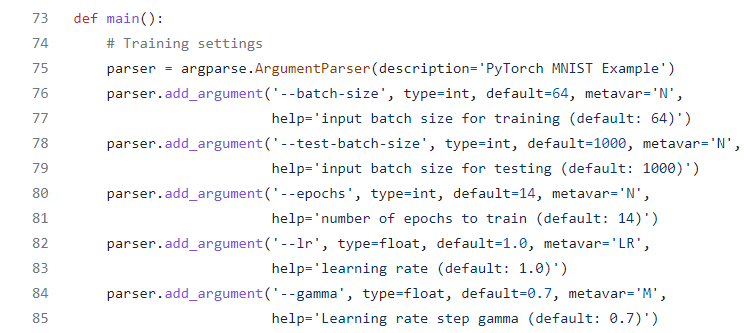 73 def main():
74     # Training settings
75     parser = argparse.ArgumentParser(description='PyTorch MNIST Example')
76     parser.add_argument('--batch-size', type=int, default=64, metavar='N',
77                         help='input batch size for training (default: 64)')
78     parser.add_argument('--test-batch-size', type=int, default=1000, metavar='N',
79                         help='input batch size for testing (default: 1000)')
80     parser.add_argument('--epochs', type=int, default=14, metavar='N',
81                         help='number of epochs to train (default: 14)')
82     parser.add_argument('--lr', type=float, default=1.0, metavar='LR',
83                         help='learning rate (default: 1.0)')
84     parser.add_argument('--gamma', type=float, default=0.7, metavar='M',
85                         help='Learning rate step gamma (default: 0.7)')